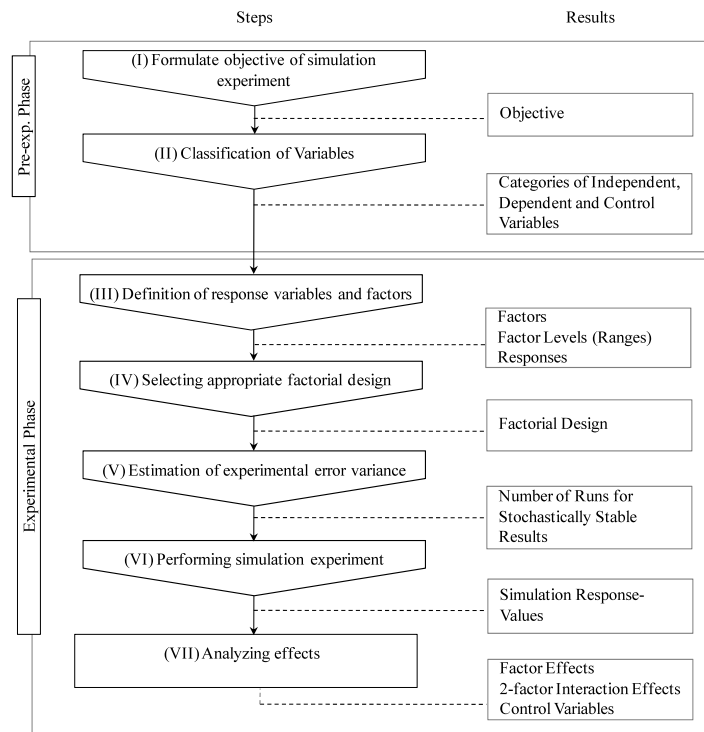 Steps
Results
Pre-exp. Phase
(I) Formulate objective of simulation
experiment
Objective
(II) Classification of Variables
Categories of Independent,
Dependent and Control
Variables
Experimental Phase
(III) Definition of response variables and factors
Factors
Factor Levels (Ranges)
Responses
(IV) Selecting appropriate factorial design
Factorial Design
(V) Estimation of experimental error variance
Number of Runs for
Stochastically Stable
Results
(VI) Performing simulation experiment
Simulation Response-
Values
(VII) Analyzing effects
Factor Effects
2-factor Interaction Effects
Control Variables